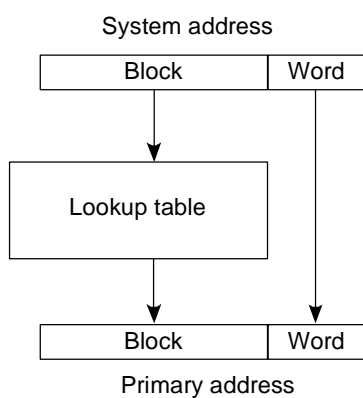 System address
Block Word
Lookup table
Block Word
Primary address